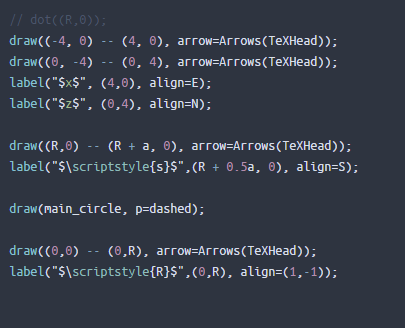 // dot((R,0));
draw((-4, 0) -- (4, 0), arrow=Arrows(TeXHead));
draw((0, -4) -- (0, 4), arrow=Arrows(TeXHead));
label("$x$", (4,0), align=E);
label("$z$", (0,4), align=N);
draw((R,0) -- (R + a, 0), arrow=Arrows(TeXHead));
label("$\scriptstyle{s}$",(R + 0.5a, 0), align=S);
draw(main_circle, p=dashed);
draw((0,0) -- (0,R), arrow=Arrows(TeXHead));
label("$\scriptstyle{R}$",(0,R), align=(1,-1));